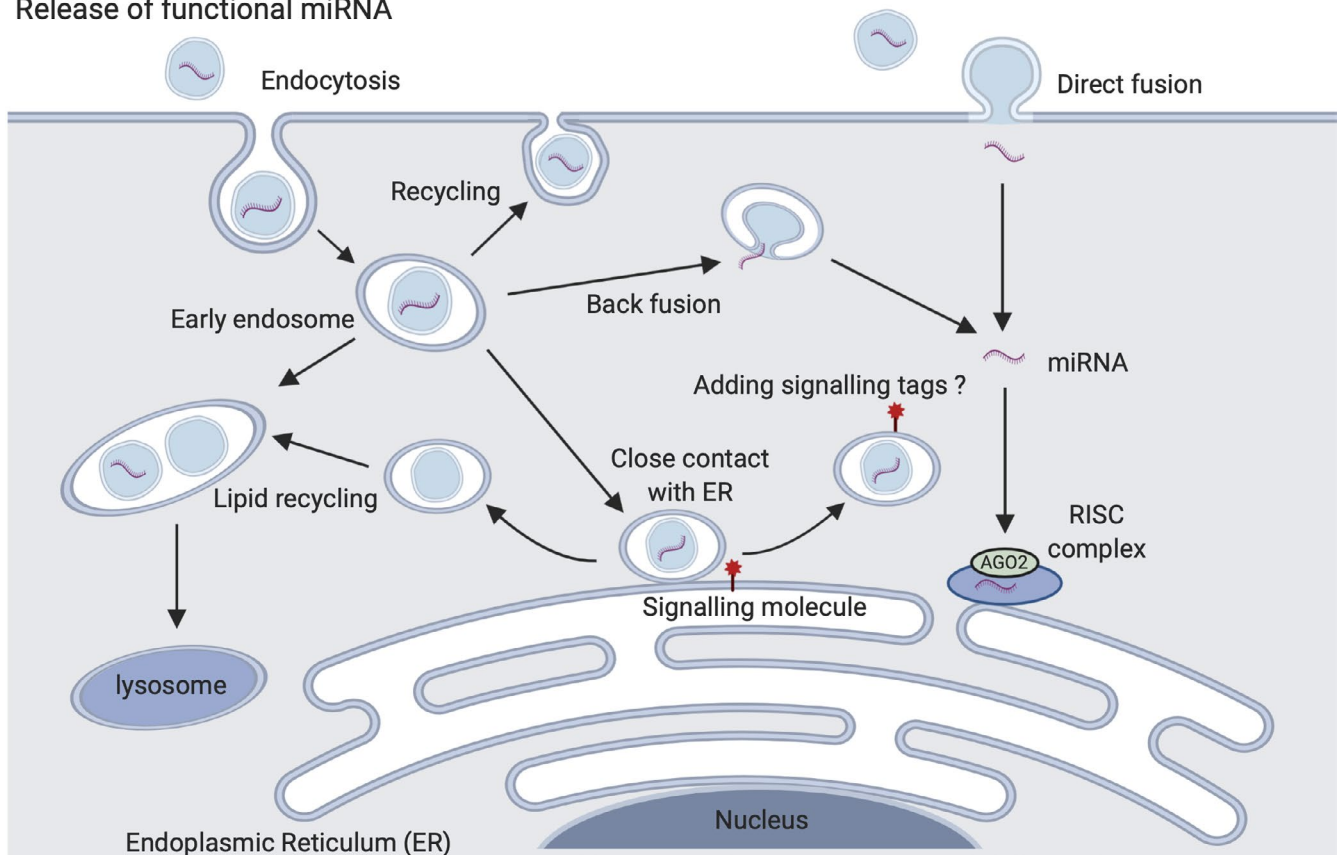 Release of functional miRNA
Endocytosis
Direct fusion
Recycling
Back fusion
Early endosome
miRNA
Adding signalling tags ?
Close contact
with ER
Lipid recycling
RISC
complex
AGO2
Signalling molecule
lysosome
Nucleus
Endoplasmic Reticulum (ER)